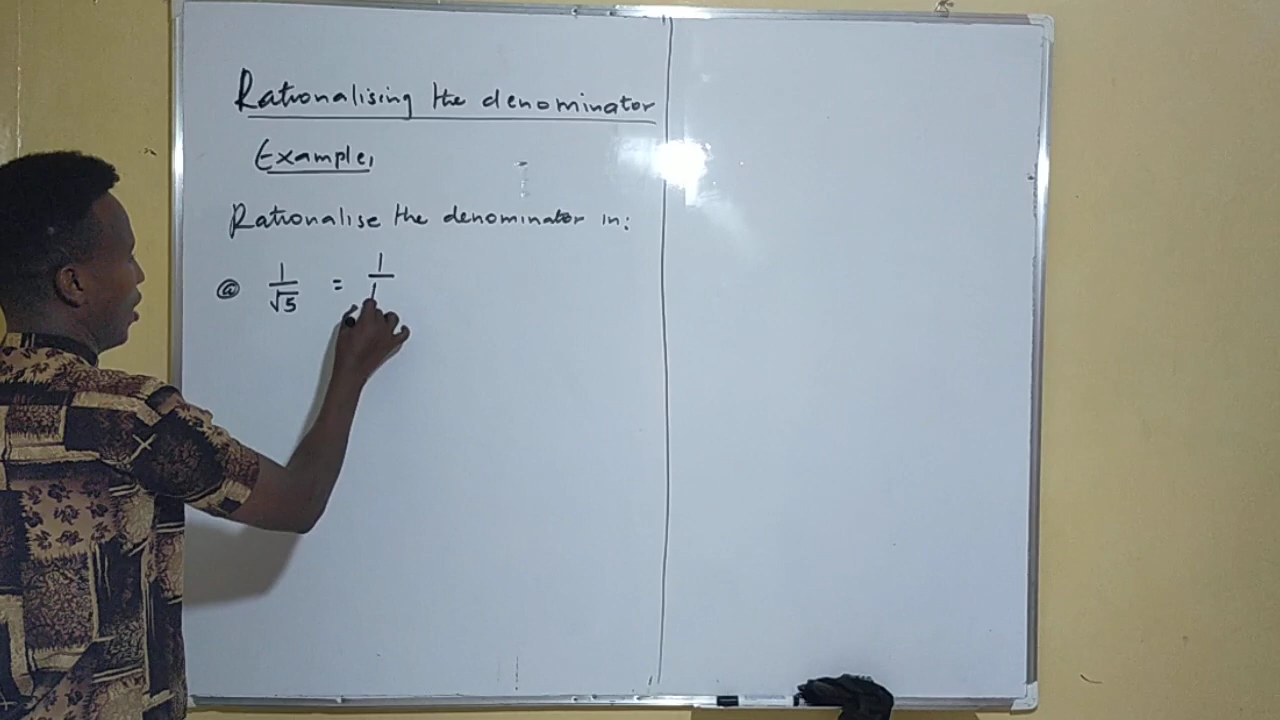 Rationalising the denominator
Example,
Rationalise the denominator in:
ⓐ 1/√5 = 1/